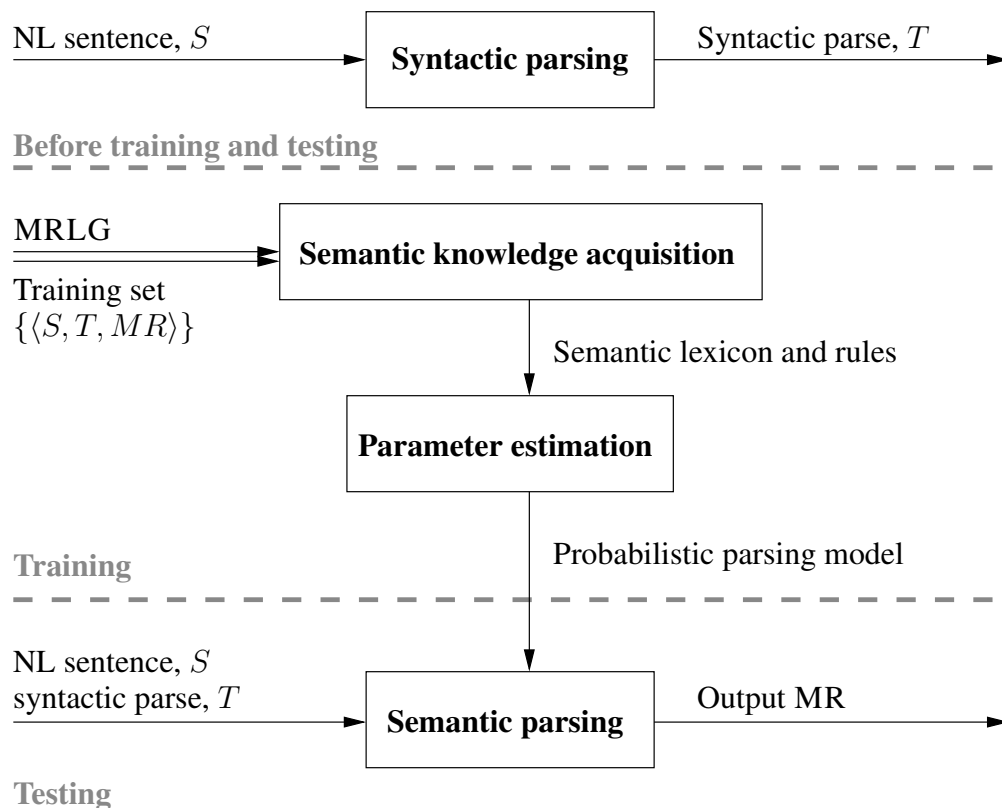 NL sentence, S
Syntactic parsing
Syntactic parse, T
Before training and testing
MRLG
Training set
{⟨S, T, MR⟩}
Semantic knowledge acquisition
Semantic lexicon and rules
Parameter estimation
Probabilistic parsing model
Training
NL sentence, S
syntactic parse, T
Semantic parsing
Output MR
Testing